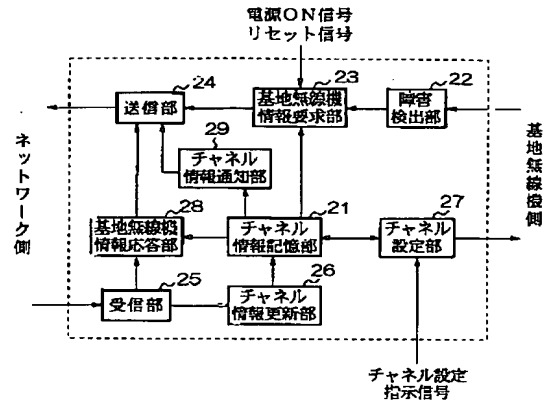 電源ON信号
リセット信号
24
送信部
23
基地無線機
情報要求部
22
障害
検出部
29
チャネル
情報通知部
ネットワーク側
基地無線機側
28
基地無線機
情報応答部
21
チャネル
情報記憶部
27
チャネル
設定部
25
受信部
26
チャネル
情報更新部
チャネル設定
指示信号